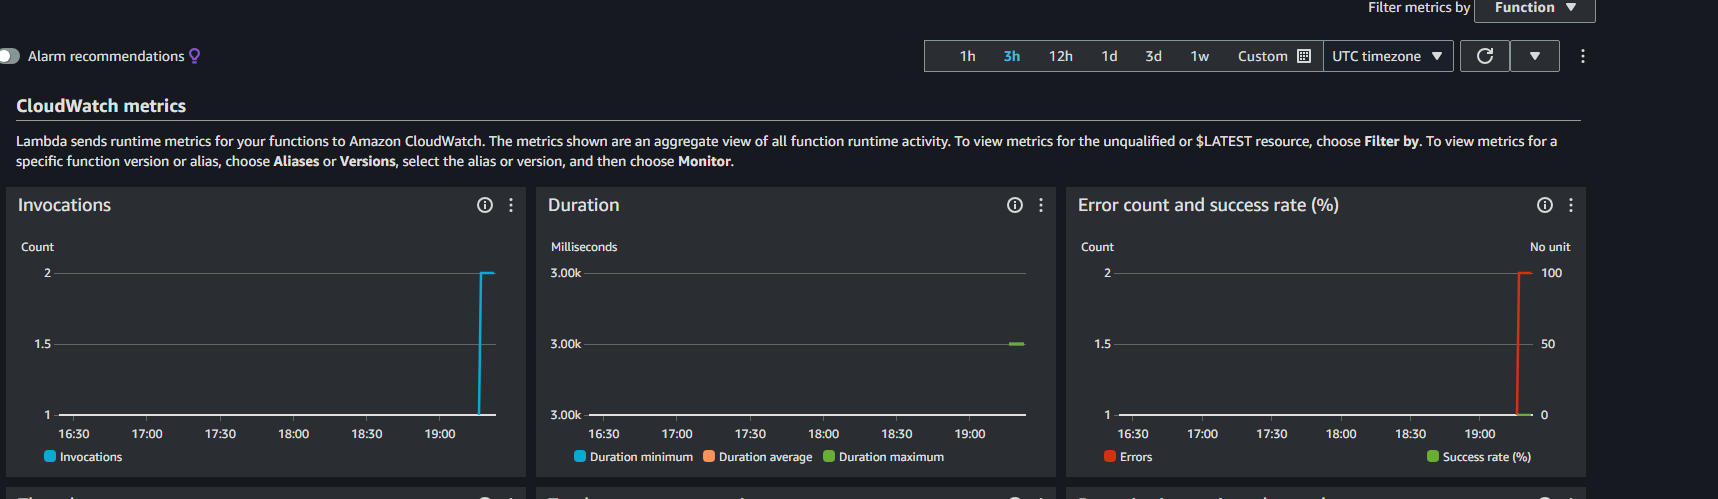 Filter metrics by Function
Alarm recommendations 1h 3h 12h 1d 3d 1w Custom UTC timezone
CloudWatch metrics
Lambda sends runtime metrics for your functions to Amazon CloudWatch. The metrics shown are an aggregate view of all function runtime activity. To view metrics for the unqualified or $LATEST resource, choose Filter by. To view metrics for a
specific function version or alias, choose Aliases or Versions, select the alias or version, and then choose Monitor.
Invocations
Count
2
1.5
1
16:30 17:00 17:30 18:00 18:30 19:00
Invocations
Duration
Milliseconds
3.00k
3.00k
3.00k
16:30 17:00 17:30 18:00 18:30 19:00
Duration minimum Duration average Duration maximum
Error count and success rate (%)
Count No unit
2 100
1.5 50
1 0
16:30 17:00 17:30 18:00 18:30 19:00
Errors Success rate (%)